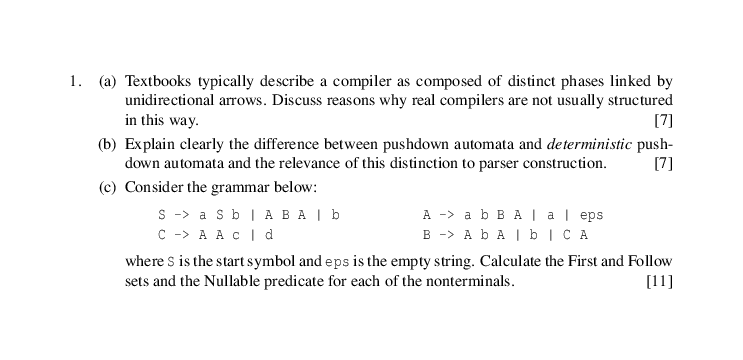 1. (a) Textbooks typically describe a compiler as composed of distinct phases linked by
unidirectional arrows. Discuss reasons why real compilers are not usually structured
in this way. [7]
(b) Explain clearly the difference between pushdown automata and deterministic push-
down automata and the relevance of this distinction to parser construction. [7]
(c) Consider the grammar below:
S -> a S b | A B A | b A -> a b B A | a | eps
C -> A A c | d B -> A b A | b | C A
where S is the start symbol and eps is the empty string. Calculate the First and Follow
sets and the Nullable predicate for each of the nonterminals. [11]